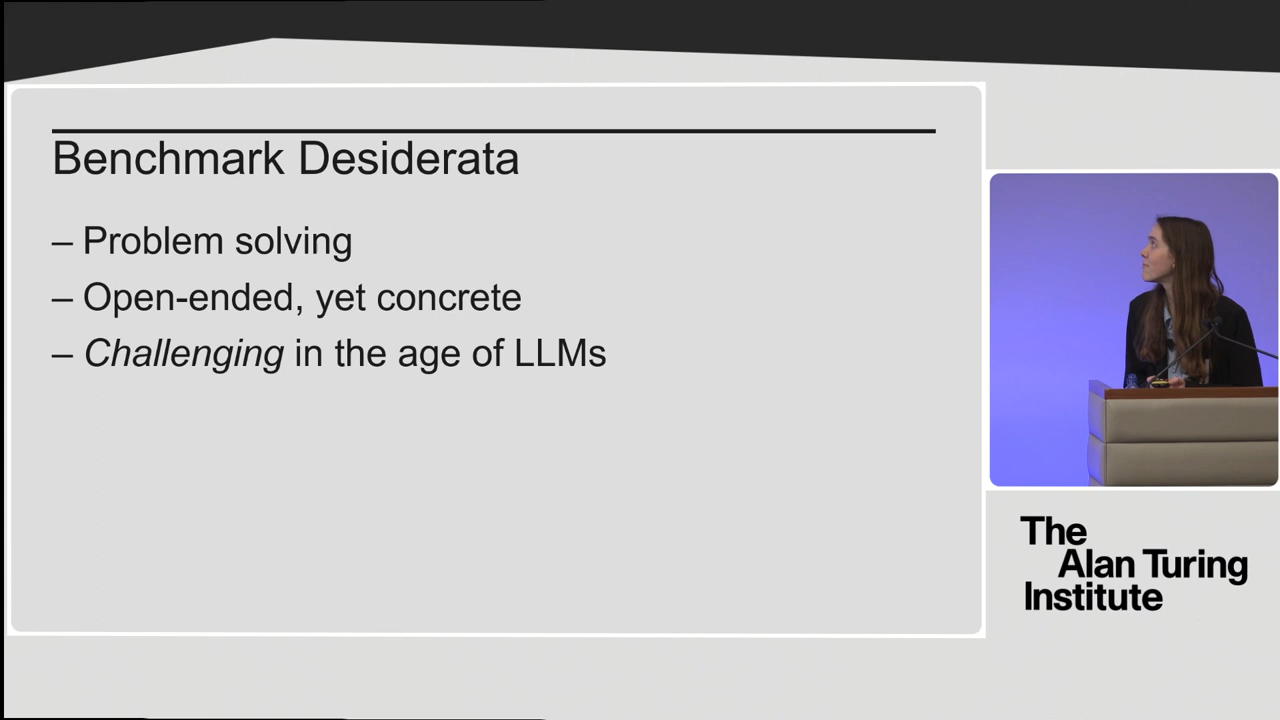 Benchmark Desiderata
– Problem solving
– Open-ended, yet concrete
– Challenging in the age of LLMs
The
Alan Turing
Institute